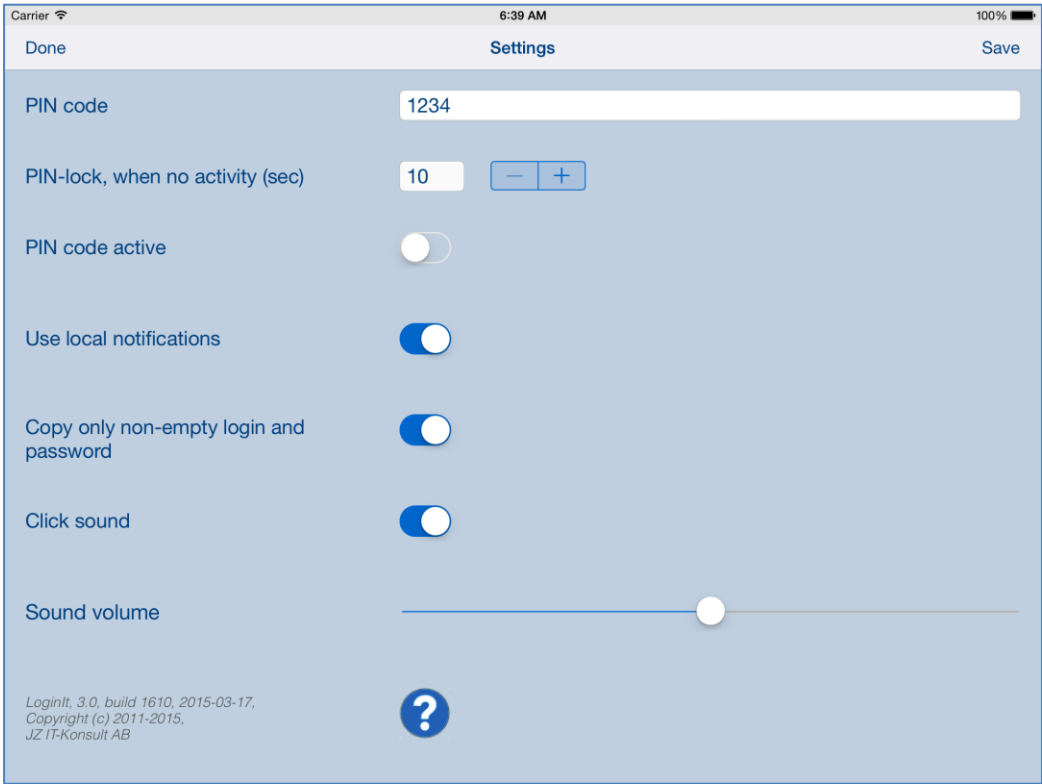 Carrier 6:39 AM 100%
Done Settings Save
PIN code 1234
PIN-lock, when no activity (sec) 10 − +
PIN code active
Use local notifications
Copy only non-empty login and
password
Click sound
Sound volume
LoginIt, 3.0, build 1610, 2015-03-17,
Copyright (c) 2011-2015,
JZ IT-Konsult AB
?